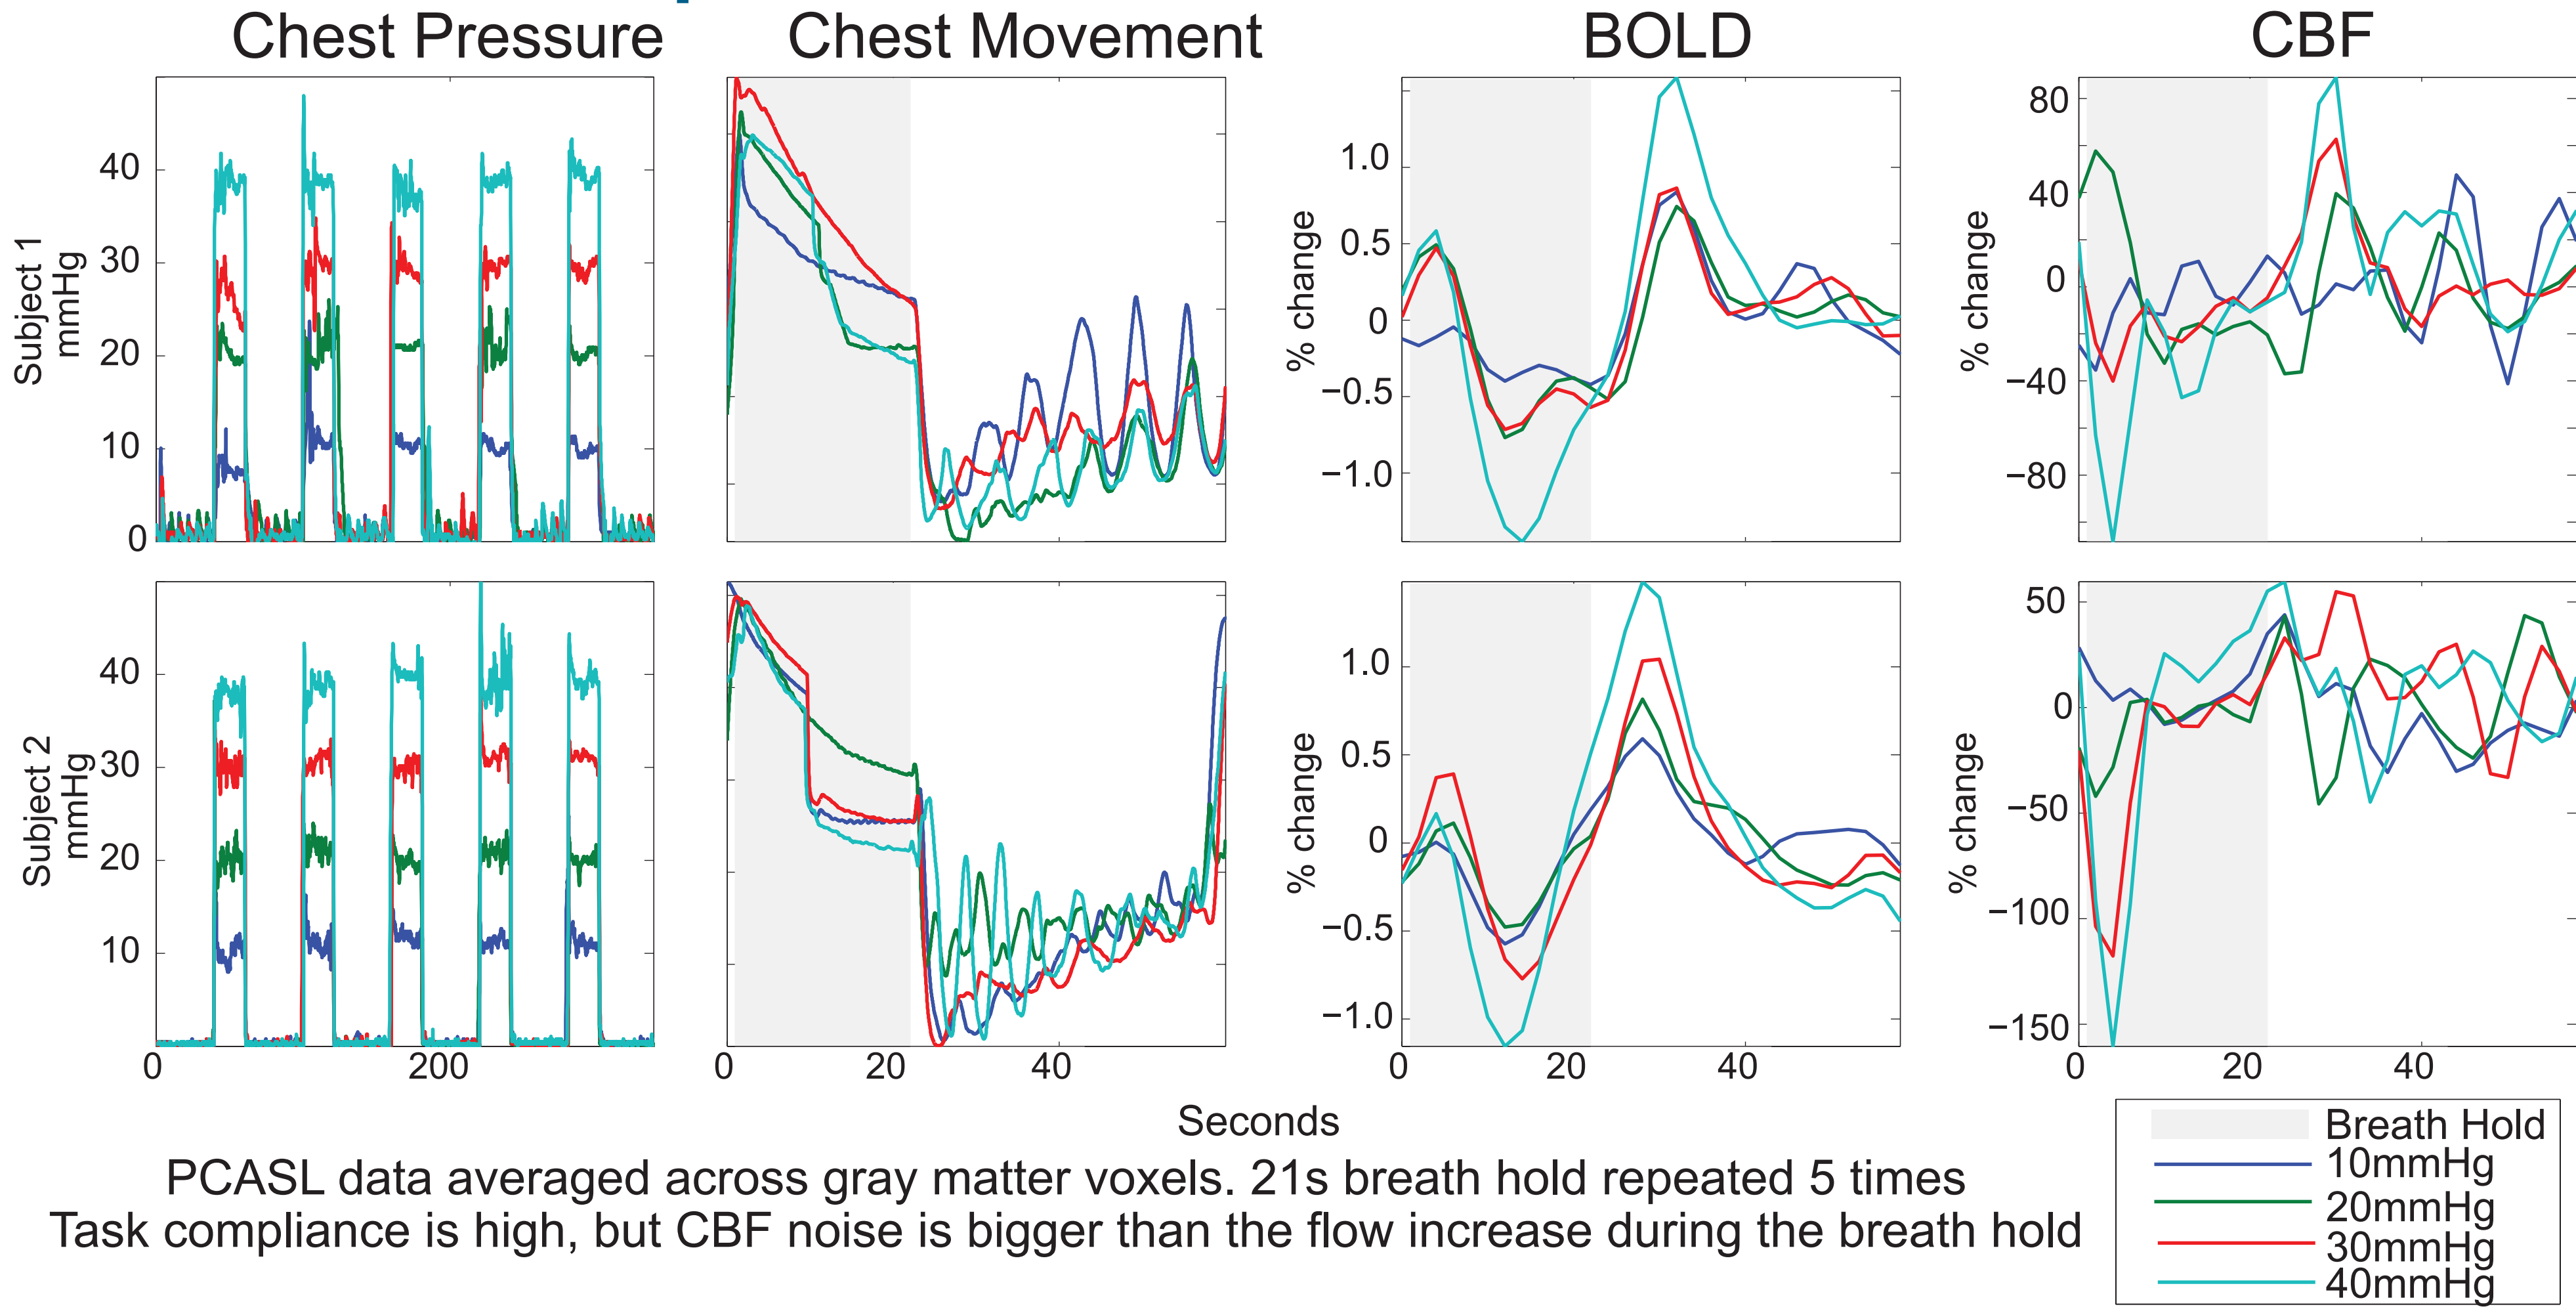 Chest Pressure
Chest Movement
BOLD
CBF
Subject 1
mmHg
40
30
20
10
0
% change
1.0
0.5
0
−0.5
−1.0
% change
80
40
0
−40
−80
Subject 2
mmHg
40
30
20
10
0
200
0
20
40
% change
1.0
0.5
0
−0.5
−1.0
0
20
40
% change
50
0
−50
−100
−150
0
20
40
Seconds
PCASL data averaged across gray matter voxels. 21s breath hold repeated 5 times
Task compliance is high, but CBF noise is bigger than the flow increase during the breath hold
Breath Hold
10mmHg
20mmHg
30mmHg
40mmHg